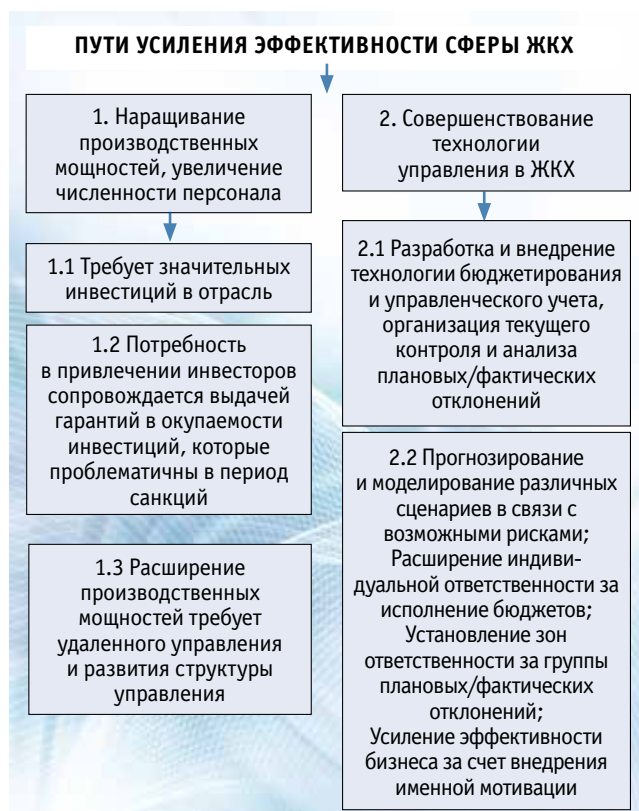 ПУТИ УСИЛЕНИЯ ЭФФЕКТИВНОСТИ СФЕРЫ ЖКХ
1. Наращивание
производственных
мощностей, увеличение
численности персонала
1.1 Требует значительных
инвестиций в отрасль
1.2 Потребность
в привлечении инвесторов
сопровождается выдачей
гарантий в окупаемости
инвестиций, которые
проблематичны в период
санкций
1.3 Расширение
производственных
мощностей требует
удаленного управления
и развития структуры
управления
2. Совершенствование
технологии
управления в ЖКХ
2.1 Разработка и внедрение
технологии бюджетирования
и управленческого учета,
организация текущего
контроля и анализа
плановых/фактических
отклонений
2.2 Прогнозирование
и моделирование различных
сценариев в связи с
возможными рисками;
Расширение индиви-
дуальной ответственности за
исполнение бюджетов;
Установление зон
ответственности за группы
плановых/фактических
отклонений;
Усиление эффективности
бизнеса за счет внедрения
именной мотивации